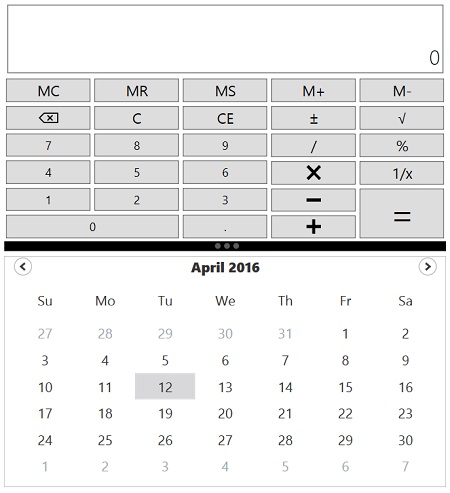 0
MC MR MS M+ M-
C CE ± √
7 8 9 / %
4 5 6 × 1/x
1 2 3 −
=
0 . +
April 2016
Su Mo Tu We Th Fr Sa
27 28 29 30 31 1 2
3 4 5 6 7 8 9
10 11 12 13 14 15 16
17 18 19 20 21 22 23
24 25 26 27 28 29 30
1 2 3 4 5 6 7